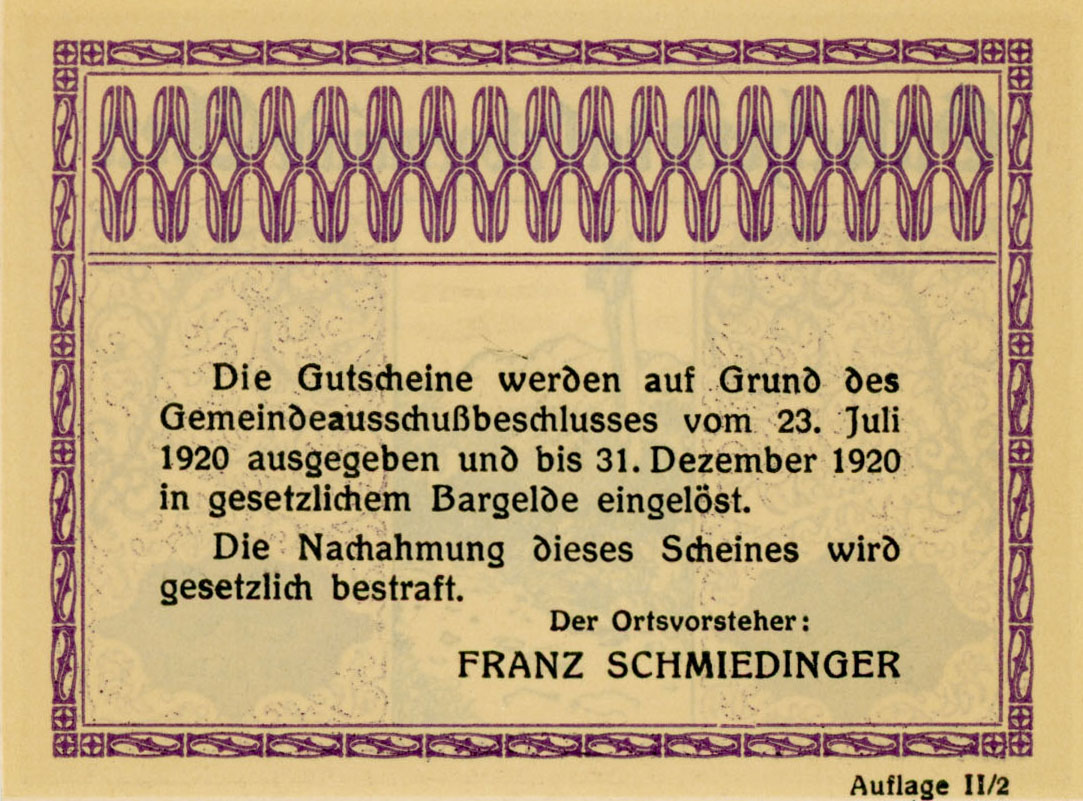 Die Gutscheine werden auf Grund des
Gemeindeausschußbeschlusses vom 23. Juli
1920 ausgegeben und bis 31. Dezember 1920
in gesetzlichem Bargelde eingelöst.
Die Nachahmung dieses Scheines wird
gesetzlich bestraft.
Der Ortsvorsteher:
FRANZ SCHMIEDINGER
Auflage II/2